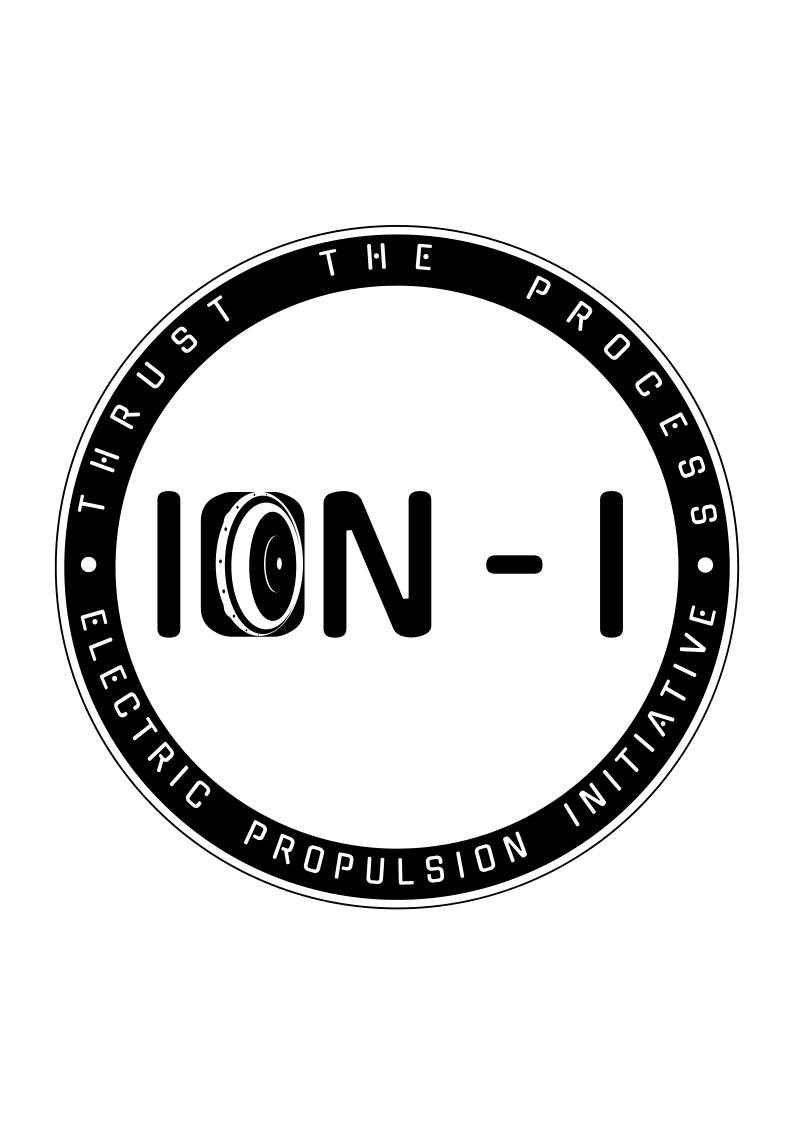 THRUST THE PROCESS
ION - I
ELECTRIC PROPULSION INITIATIVE